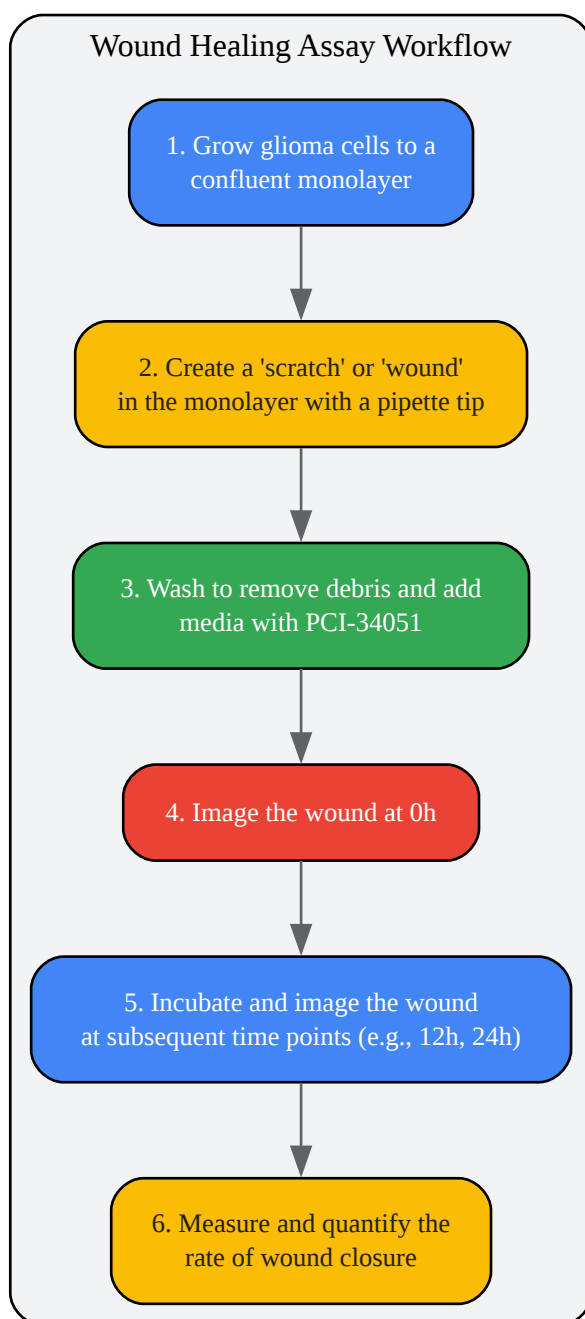 Wound Healing Assay Workflow
1. Grow glioma cells to a
confluent monolayer
2. Create a 'scratch' or 'wound'
in the monolayer with a pipette tip
3. Wash to remove debris and add
media with PCI-34051
4. Image the wound at 0h
5. Incubate and image the wound
at subsequent time points (e.g., 12h, 24h)
6. Measure and quantify the
rate of wound closure